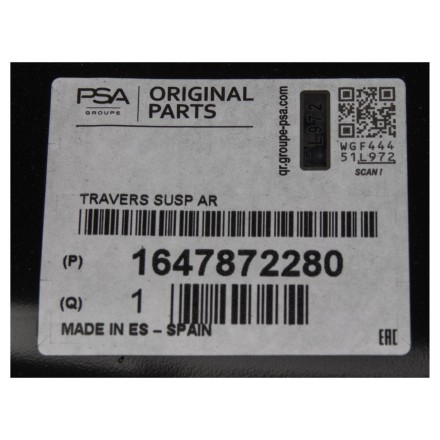 PSA
GROUPE
ORIGINAL
PARTS
qr.groupe-psa.com
L972
WGF444
51L972
SCAN !
TRAVERS SUSP AR
(P) 1647872280
(Q) 1
MADE IN ES - SPAIN
EAC